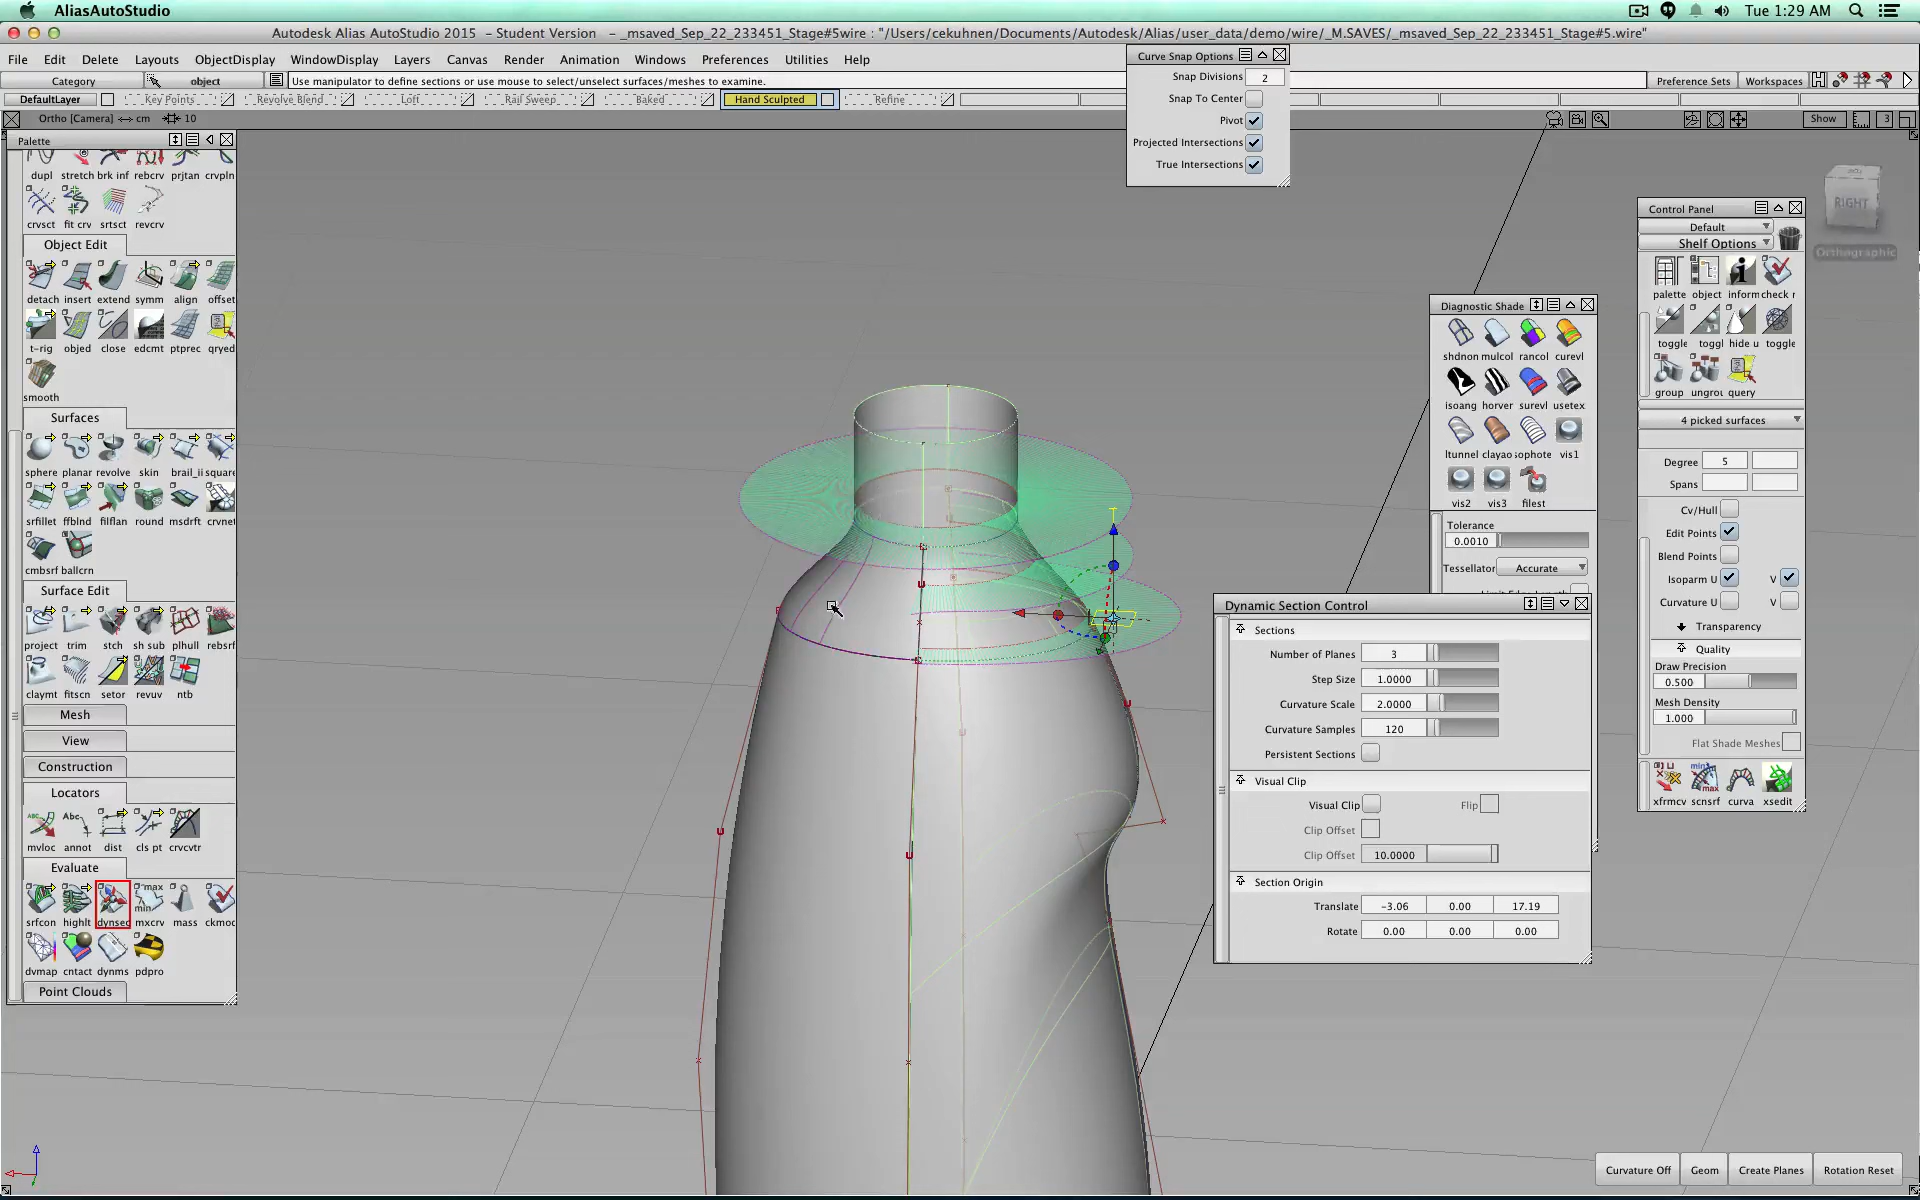 AliasAutoStudio
Tue 1:29 AM
Autodesk Alias AutoStudio 2015 - Student Version - _msaved_Sep_22_233451_Stage#5wire : "/Users/cekuhnen/Documents/Autodesk/Alias/user_data/demo/wire/_M.SAVES/_msaved_Sep_22_233451_Stage#5.wire"
File Edit Delete Layouts ObjectDisplay WindowDisplay Layers Canvas Render Animation Windows Preferences Utilities Help
Category object Use manipulator to define sections or use mouse to select/unselect surfaces/meshes to examine. Preference Sets Workspaces
DefaultLayer Key Points Revolve Blend Loft Rail Sweep Baked Hand Sculpted Refine
Ortho [Camera] cm 10 Show 3
Curve Snap Options
Snap Divisions 2
Snap To Center
Pivot
Projected Intersections
True Intersections
Palette
dupl stretch brk inf rebcrv prjtan crvpln
crvsct fit crv srtsct revcrv
Object Edit
detach insert extend symm align offset
t-rig objed close edcmt ptprec qryed
smooth
Surfaces
sphere planar revolve skin brail_ii square
srfillet ffblnd filflan round msdrft crvnet
cmbsrf ballcrn
Surface Edit
project trim stch sh sub plhull rebsrf
claymt fitscn setor revuv ntb
Mesh
View
Construction
Locators
mvloc annot dist cls pt crvcvtr
Evaluate
srfcon highlt dynsec mxcrv mass ckmod
dvmap cntact dynms pdpro
Point Clouds
RIGHT
Orthographic
Control Panel
Default
Shelf Options
palette object inform check r
toggle toggl hide u toggle
group ungrou query
4 picked surfaces
Degree 5
Spans
Cv/Hull
Edit Points
Blend Points
Isoparm U V
Curvature U V
Transparency
Quality
Draw Precision
0.500
Mesh Density
1.000
Flat Shade Meshes
xfrmcv scnsrf curva xsedit
Diagnostic Shade
shdnon mulcol rancol curevl
isoang horver surevl usetex
ltunnel clayao isophote vis1
vis2 vis3 filest
Tolerance
0.0010
Tessellator Accurate
Dynamic Section Control
Sections
Number of Planes 3
Step Size 1.0000
Curvature Scale 2.0000
Curvature Samples 120
Persistent Sections
Visual Clip
Visual Clip Flip
Clip Offset
Clip Offset 10.0000
Section Origin
Translate -3.06 0.00 17.19
Rotate 0.00 0.00 0.00
Curvature Off Geom Create Planes Rotation Reset